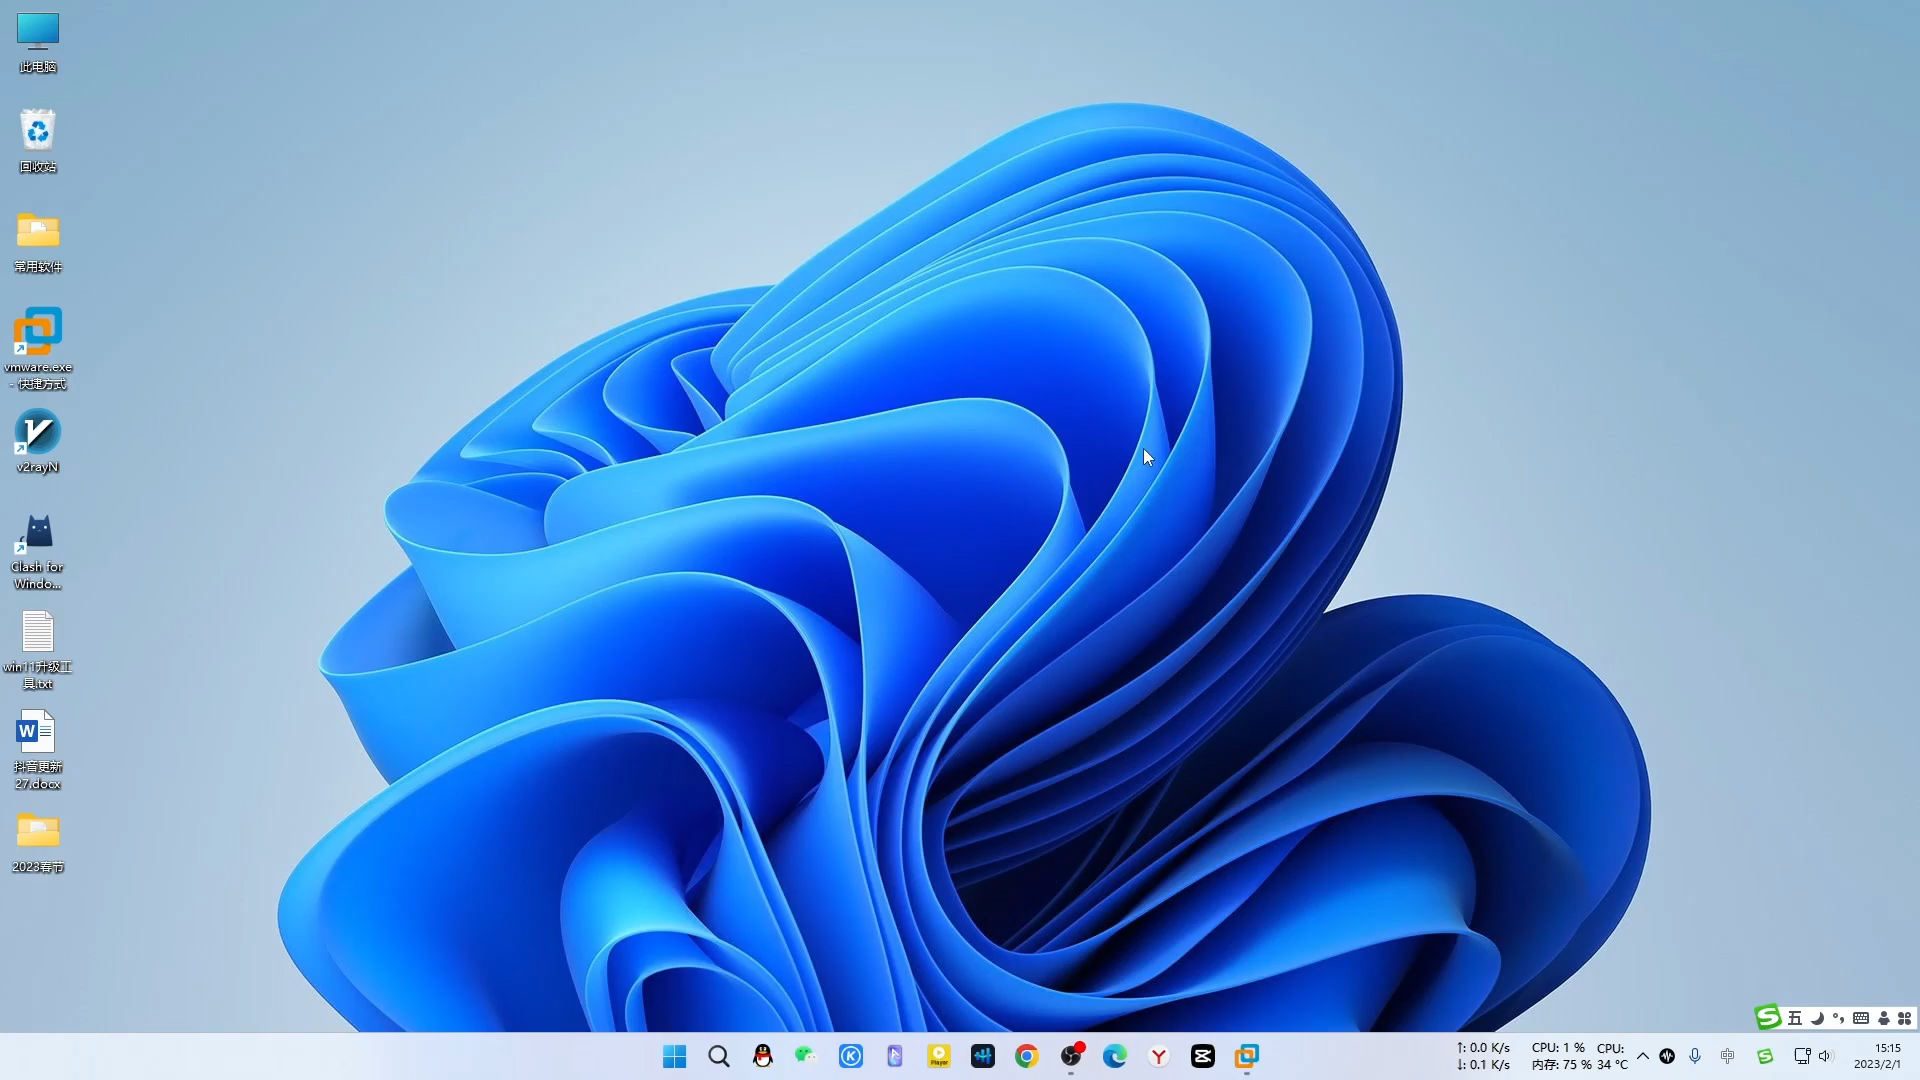 此电脑
回收站
常用软件
vmware.exe
- 快捷方式
v2rayN
Clash for
Windo...
win11升级工
具.txt
W
抖音更新
27.docx
2023春节
五
Player
↑: 0.0 K/s
↓: 0.1 K/s
CPU: 1 %
内存: 75 %
CPU:
34 °C
中
15:15
2023/2/1